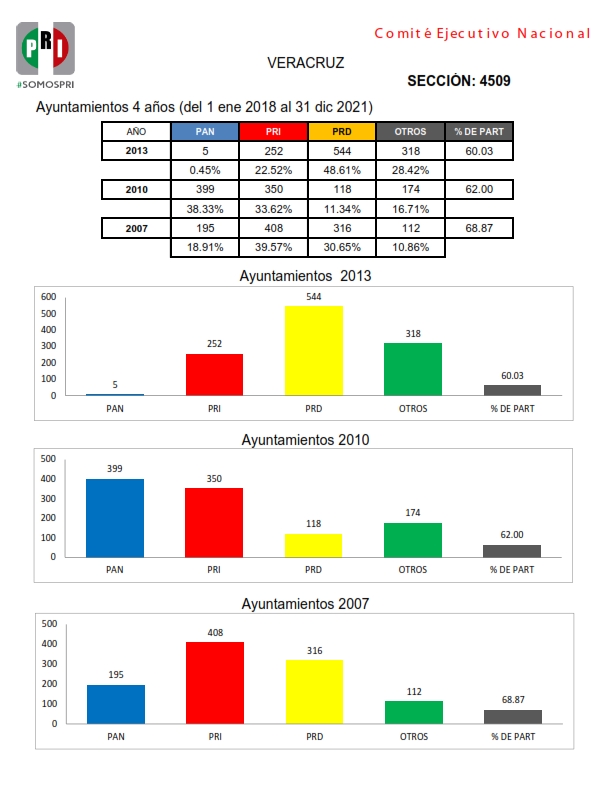 Comité Ejecutivo Nacional
PRI
#SOMOSPRI
VERACRUZ
SECCIÓN: 4509
Ayuntamientos 4 años (del 1 ene 2018 al 31 dic 2021)
AÑO PAN PRI PRD OTROS % DE PART
2013 5 252 544 318 60.03
0.45% 22.52% 48.61% 28.42%
2010 399 350 118 174 62.00
38.33% 33.62% 11.34% 16.71%
2007 195 408 316 112 68.87
18.91% 39.57% 30.65% 10.86%
Ayuntamientos 2013
600
500
400
300
200
100
0
5 252 544 318 60.03
PAN PRI PRD OTROS % DE PART
Ayuntamientos 2010
500
400
300
200
100
0
399 350 118 174 62.00
PAN PRI PRD OTROS % DE PART
Ayuntamientos 2007
500
400
300
200
100
0
195 408 316 112 68.87
PAN PRI PRD OTROS % DE PART